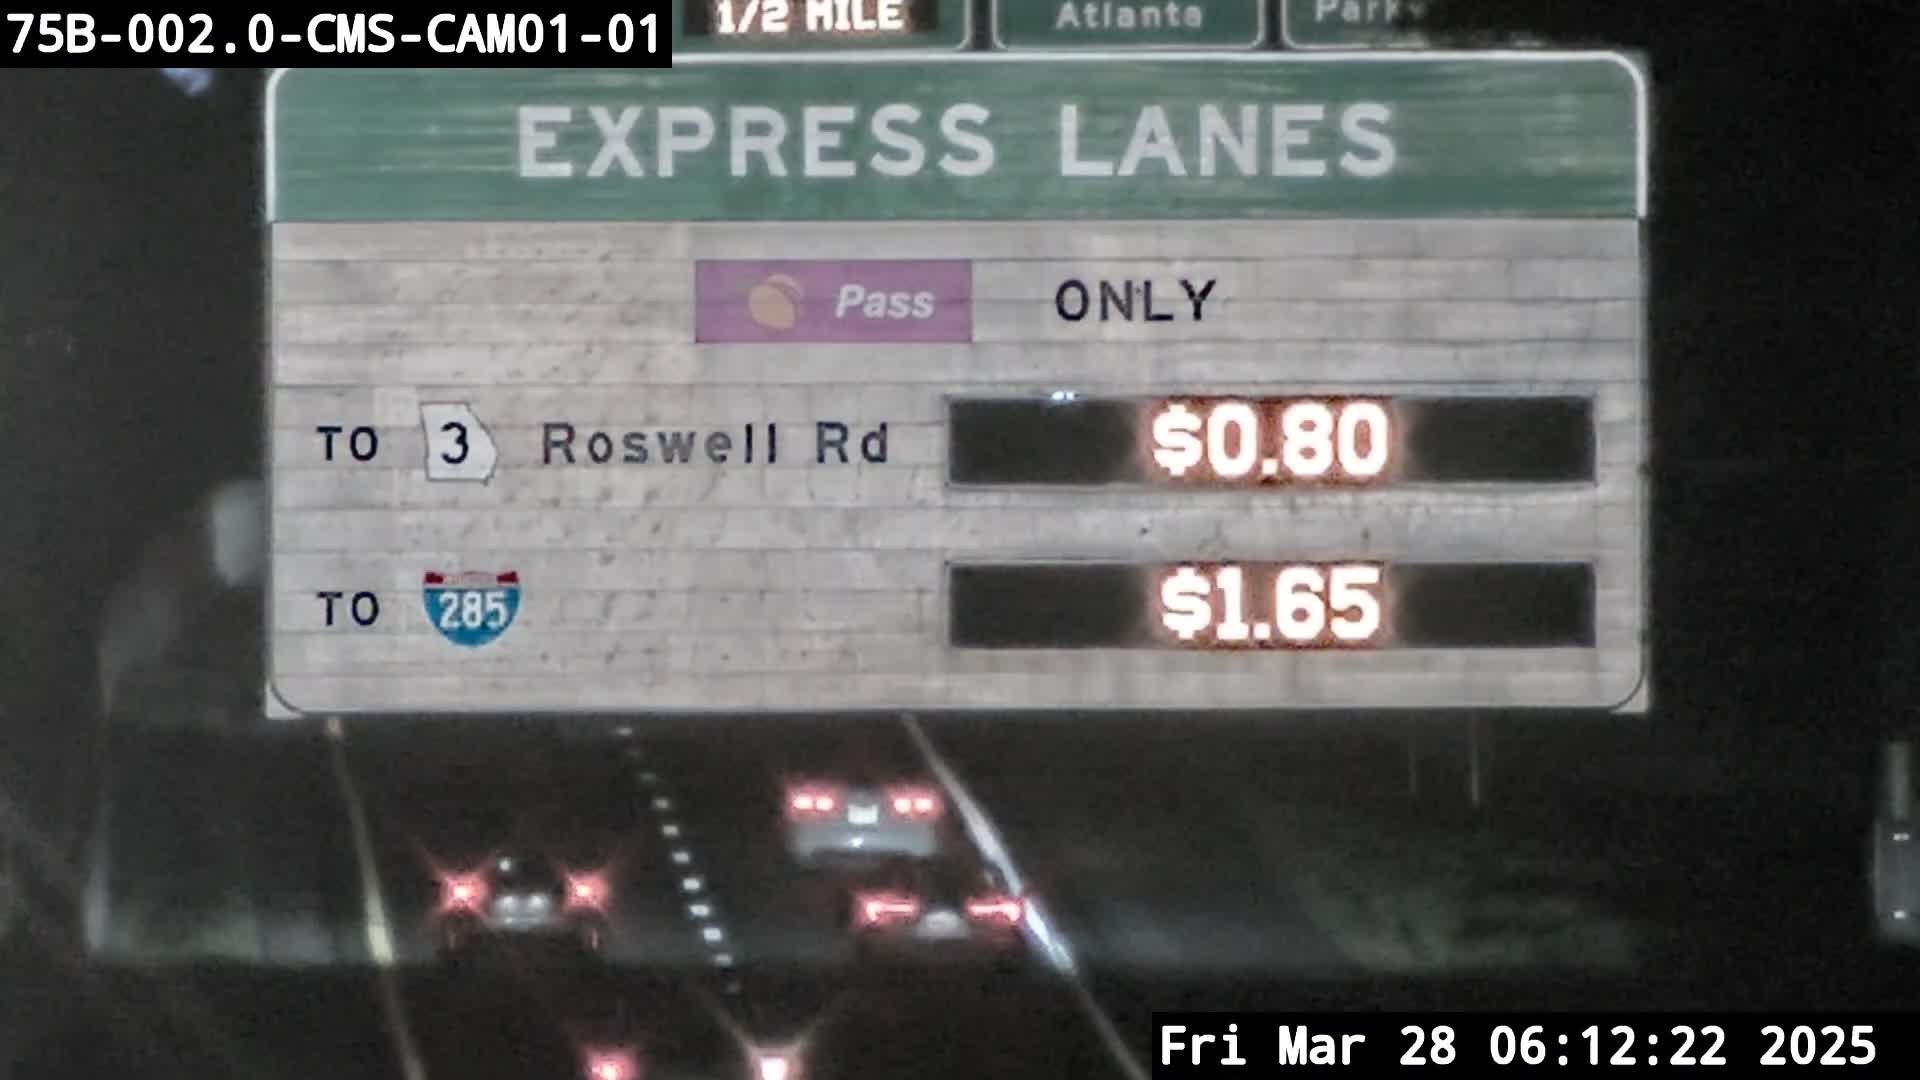 75B-002.0-CMS-CAM01-01
1/2 MILE
Atlanta
EXPRESS LANES
Pass ONLY
TO 3 Roswell Rd $0.80
TO 285 $1.65
Fri Mar 28 06:12:22 2025